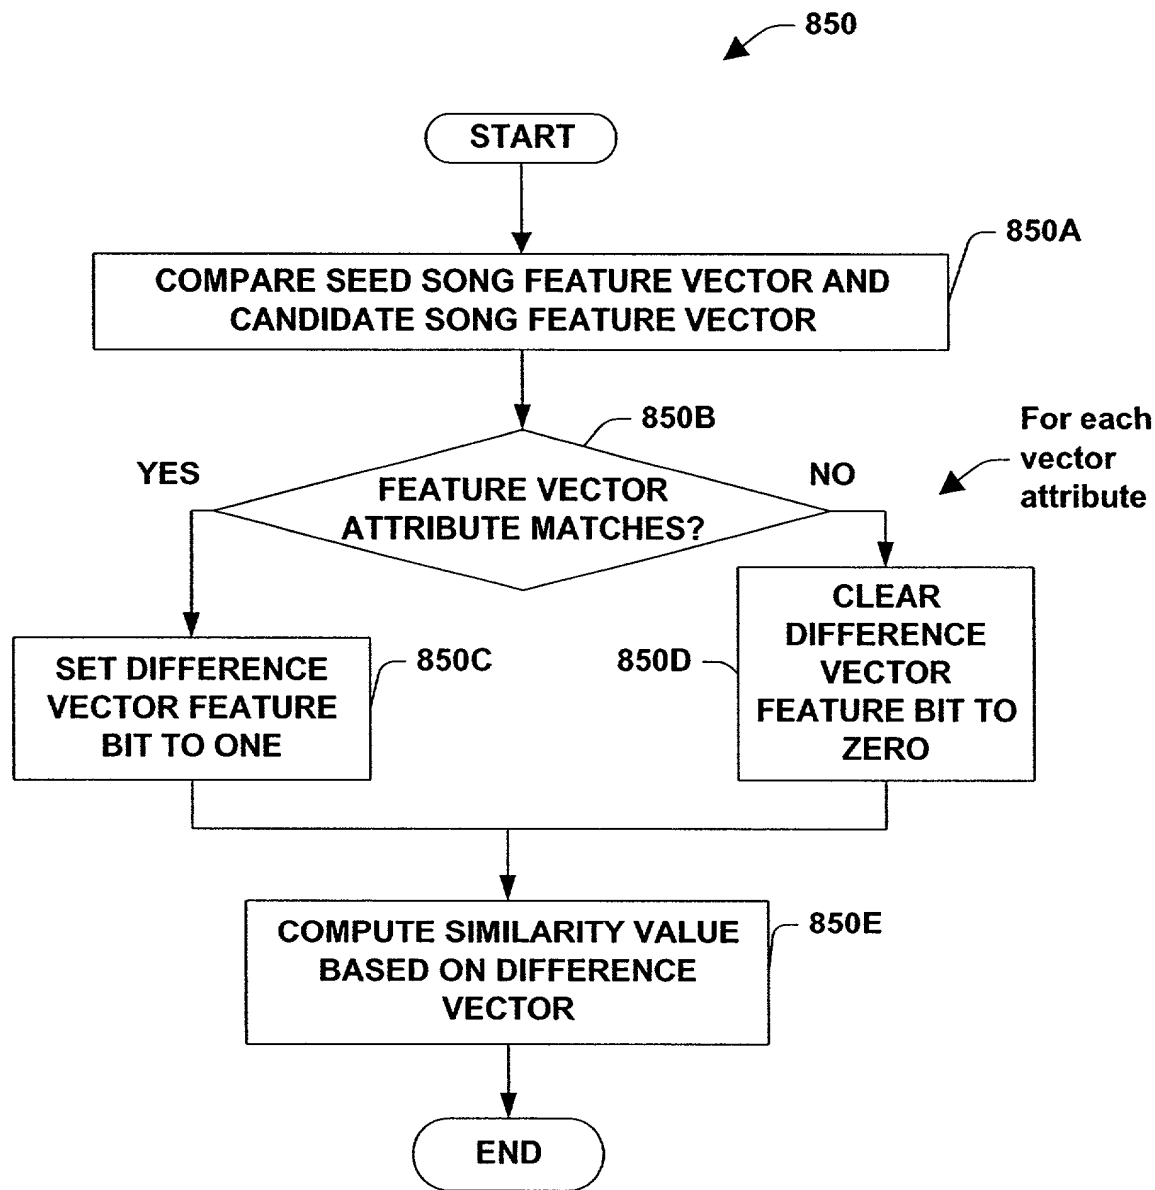 850
START
850A
COMPARE SEED SONG FEATURE VECTOR AND
CANDIDATE SONG FEATURE VECTOR
850B
For each
vector
attribute
YES
NO
FEATURE VECTOR
ATTRIBUTE MATCHES?
SET DIFFERENCE
VECTOR FEATURE
BIT TO ONE
850C
850D
CLEAR
DIFFERENCE
VECTOR
FEATURE BIT TO
ZERO
COMPUTE SIMILARITY VALUE
BASED ON DIFFERENCE
VECTOR
850E
END